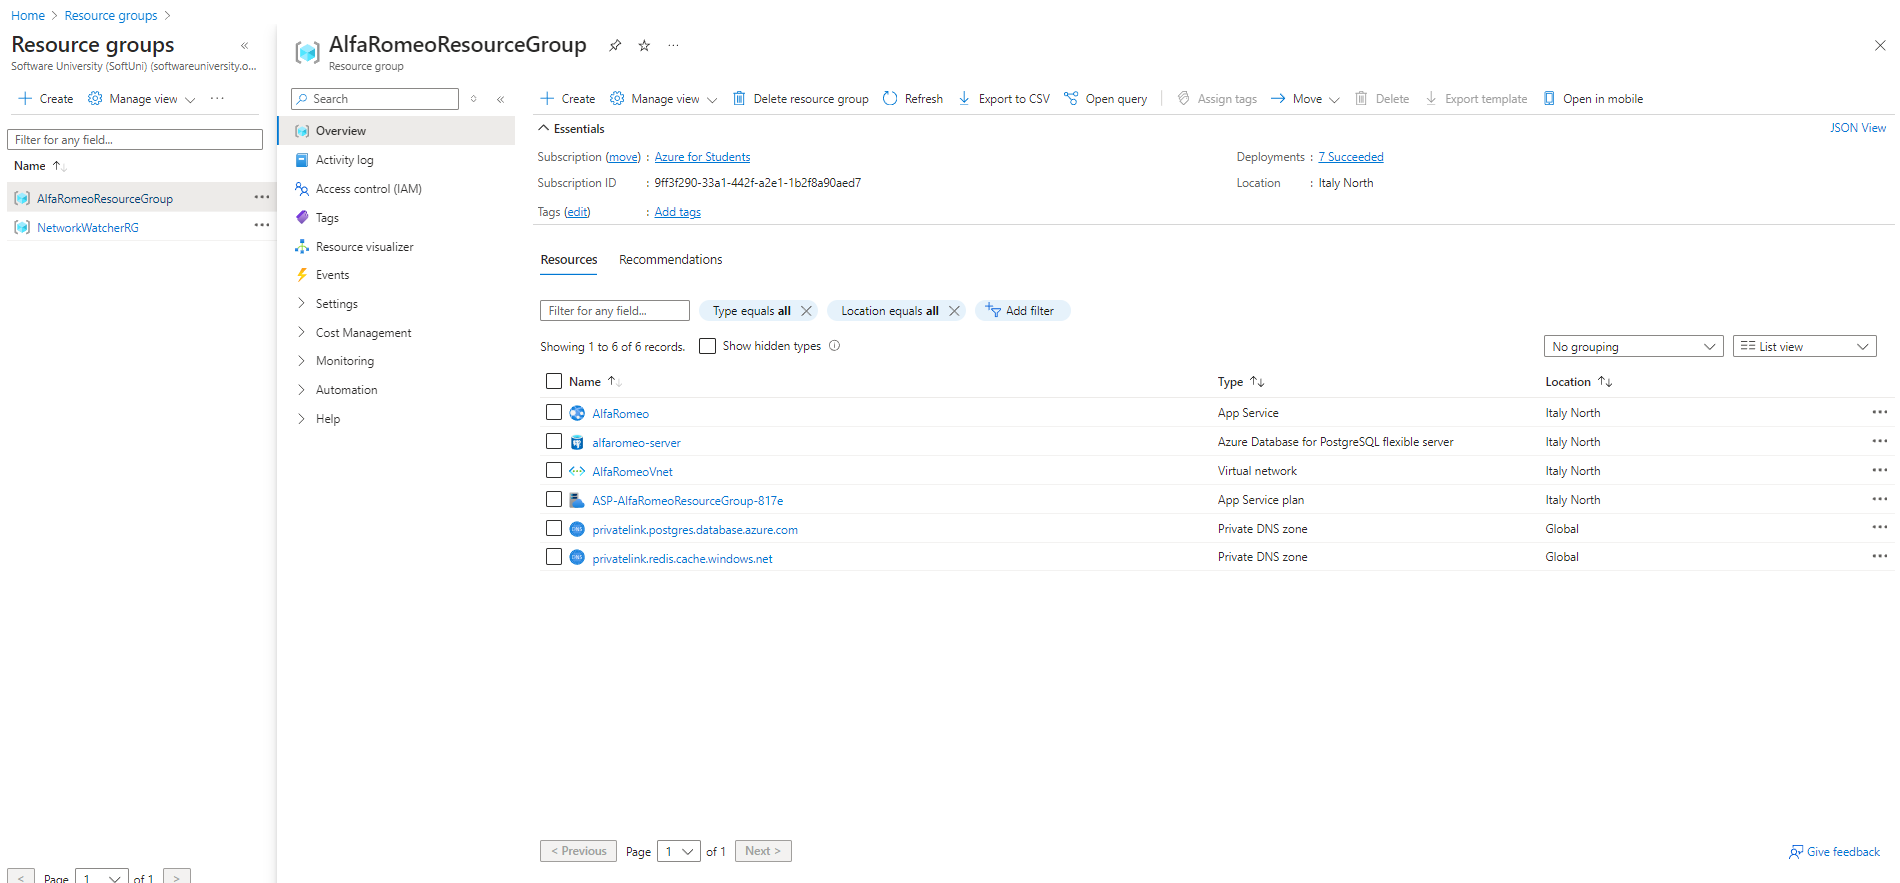 Home > Resource groups >
Resource groups
Software University (SoftUni) (softwareuniversity.o...
Create Manage view ...
Filter for any field...
Name
AlfaRomeoResourceGroup
NetworkWatcherRG
< Page 1 of 1 >
AlfaRomeoResourceGroup
Resource group
Search
Overview
Activity log
Access control (IAM)
Tags
Resource visualizer
Events
Settings
Cost Management
Monitoring
Automation
Help
Create Manage view Delete resource group Refresh Export to CSV Open query Assign tags Move Delete Export template Open in mobile
Essentials
JSON View
Subscription (move) : Azure for Students
Deployments : 7 Succeeded
Subscription ID : 9ff3f290-33a1-442f-a2e1-1b2f8a90aed7
Location : Italy North
Tags (edit) : Add tags
Resources Recommendations
Filter for any field... Type equals all Location equals all Add filter
Showing 1 to 6 of 6 records. Show hidden types No grouping List view
Name Type Location
AlfaRomeo App Service Italy North
alfaromeo-server Azure Database for PostgreSQL flexible server Italy North
AlfaRomeoVnet Virtual network Italy North
ASP-AlfaRomeoResourceGroup-817e App Service plan Italy North
DNS privatelink.postgres.database.azure.com Private DNS zone Global
DNS privatelink.redis.cache.windows.net Private DNS zone Global
< Previous Page 1 of 1 Next >
Give feedback